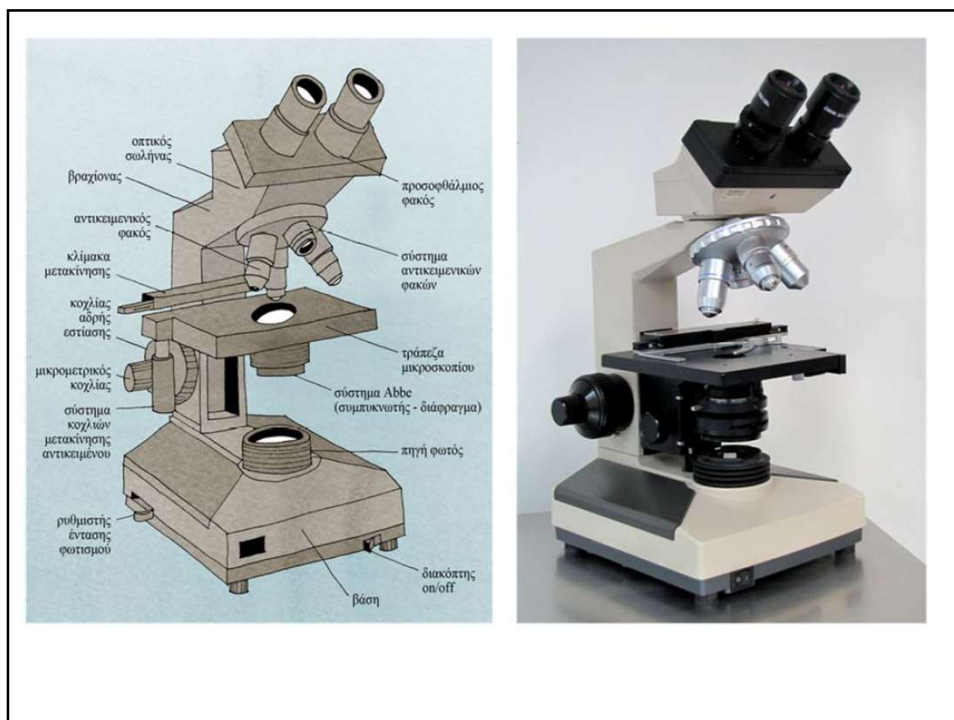 οπτικός
σωλήνας
βραχίονας
αντικειμενικός
φακός
κλίμακα
μετακίνησης
κοχλίας
αδρής
εστίασης
μικρομετρικός
κοχλίας
σύστημα
κοχλιών
μετακίνησης
αντικειμένου
ρυθμιστής
έντασης
φωτισμού
προσοφθάλμιος
φακός
σύστημα
αντικειμενικών
φακών
τράπεζα
μικροσκοπίου
σύστημα Abbe
(συμπυκνωτής - διάφραγμα)
πηγή φωτός
διακόπτης
on/off
βάση